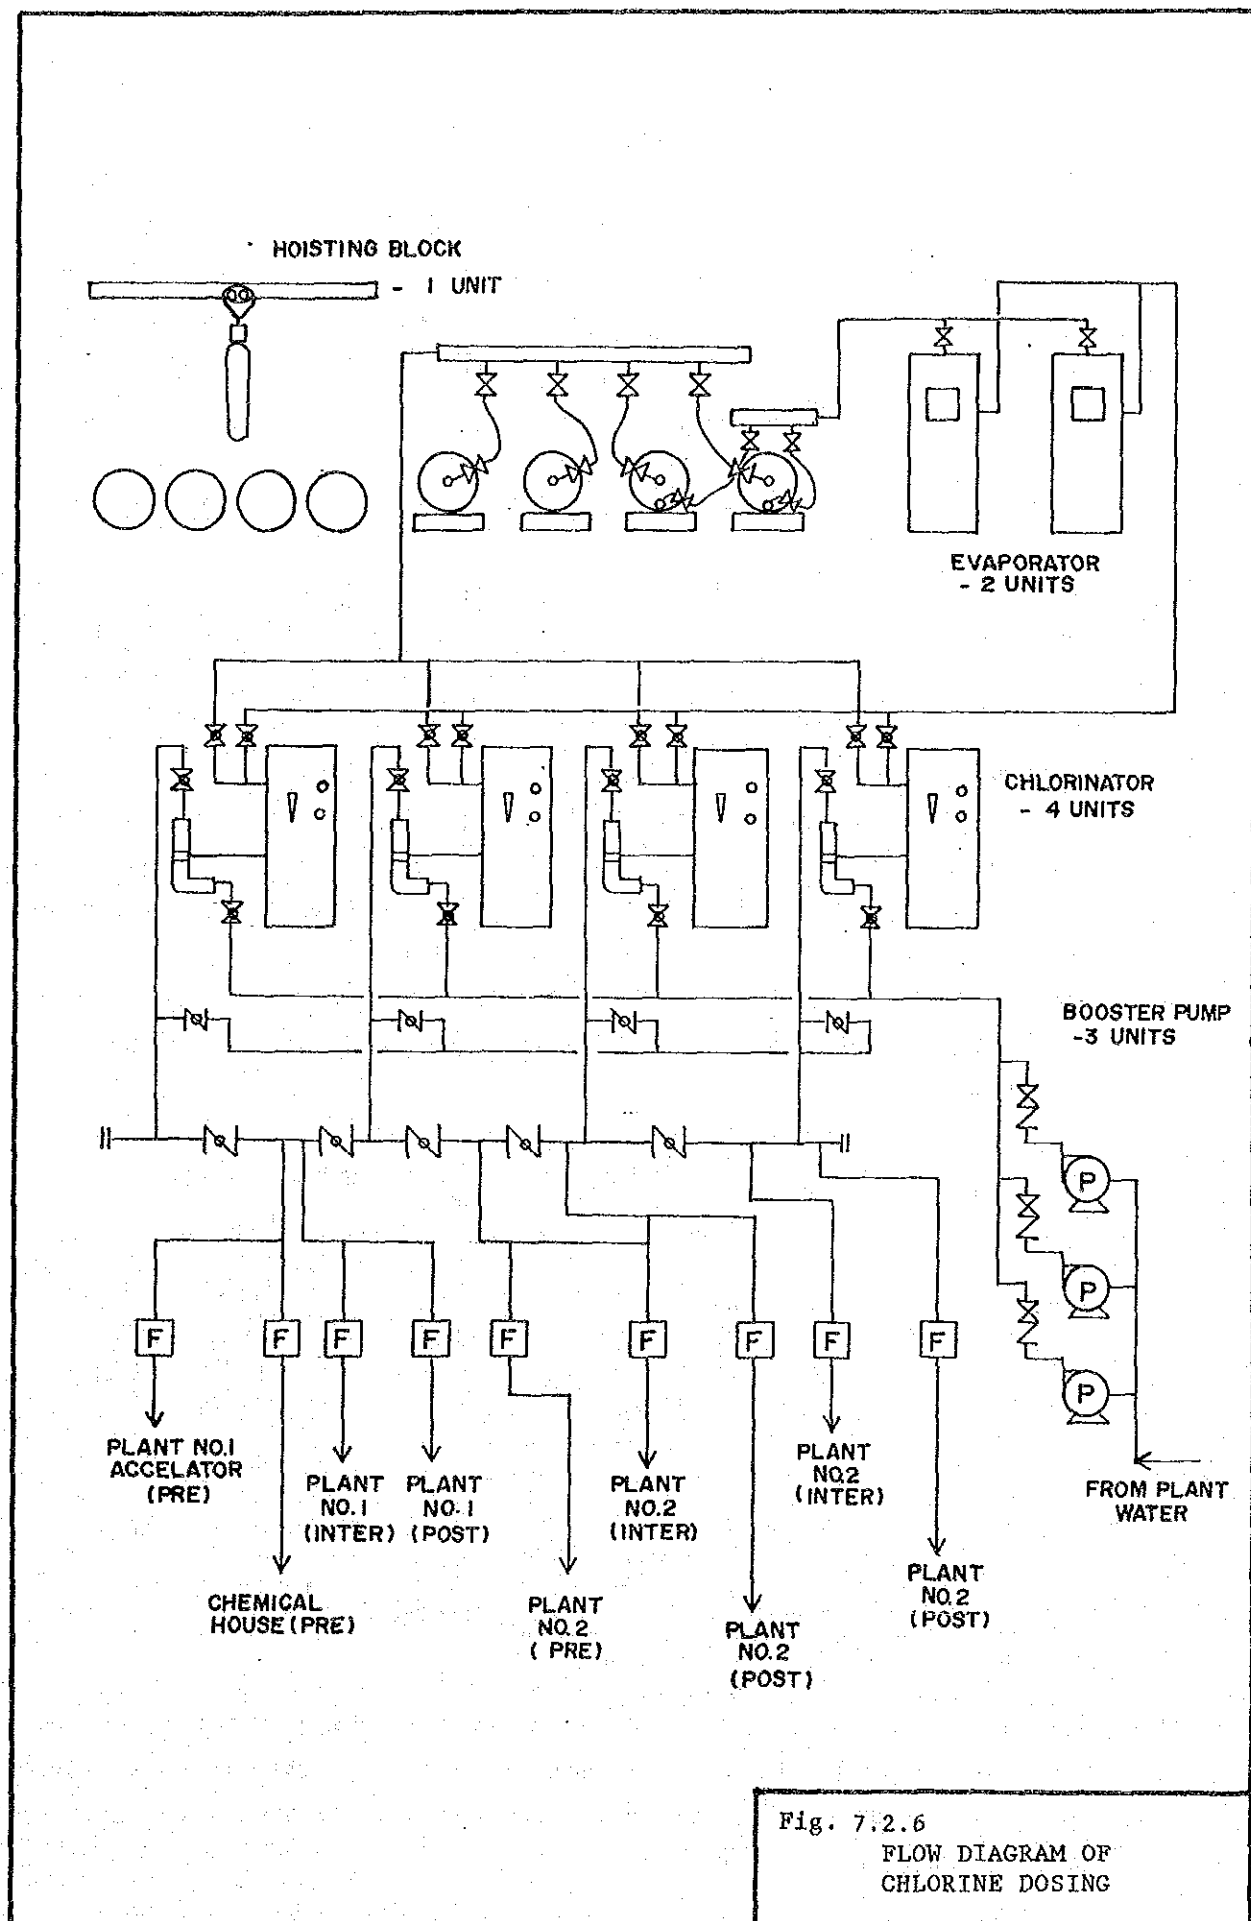 HOISTING BLOCK
- 1 UNIT
EVAPORATOR
- 2 UNITS
CHLORINATOR
- 4 UNITS
BOOSTER PUMP
-3 UNITS
P
P
P
F
F
F
F
F
F
F
F
F
PLANT NO.1
ACCELATOR
(PRE)
CHEMICAL
HOUSE (PRE)
PLANT
NO.1
(INTER)
PLANT
NO.1
(POST)
PLANT
NO.2
( PRE)
PLANT
NO.2
(INTER)
PLANT
NO.2
(POST)
PLANT
NO.2
(INTER)
PLANT
NO.2
(POST)
FROM PLANT
WATER
Fig. 7.2.6
FLOW DIAGRAM OF
CHLORINE DOSING